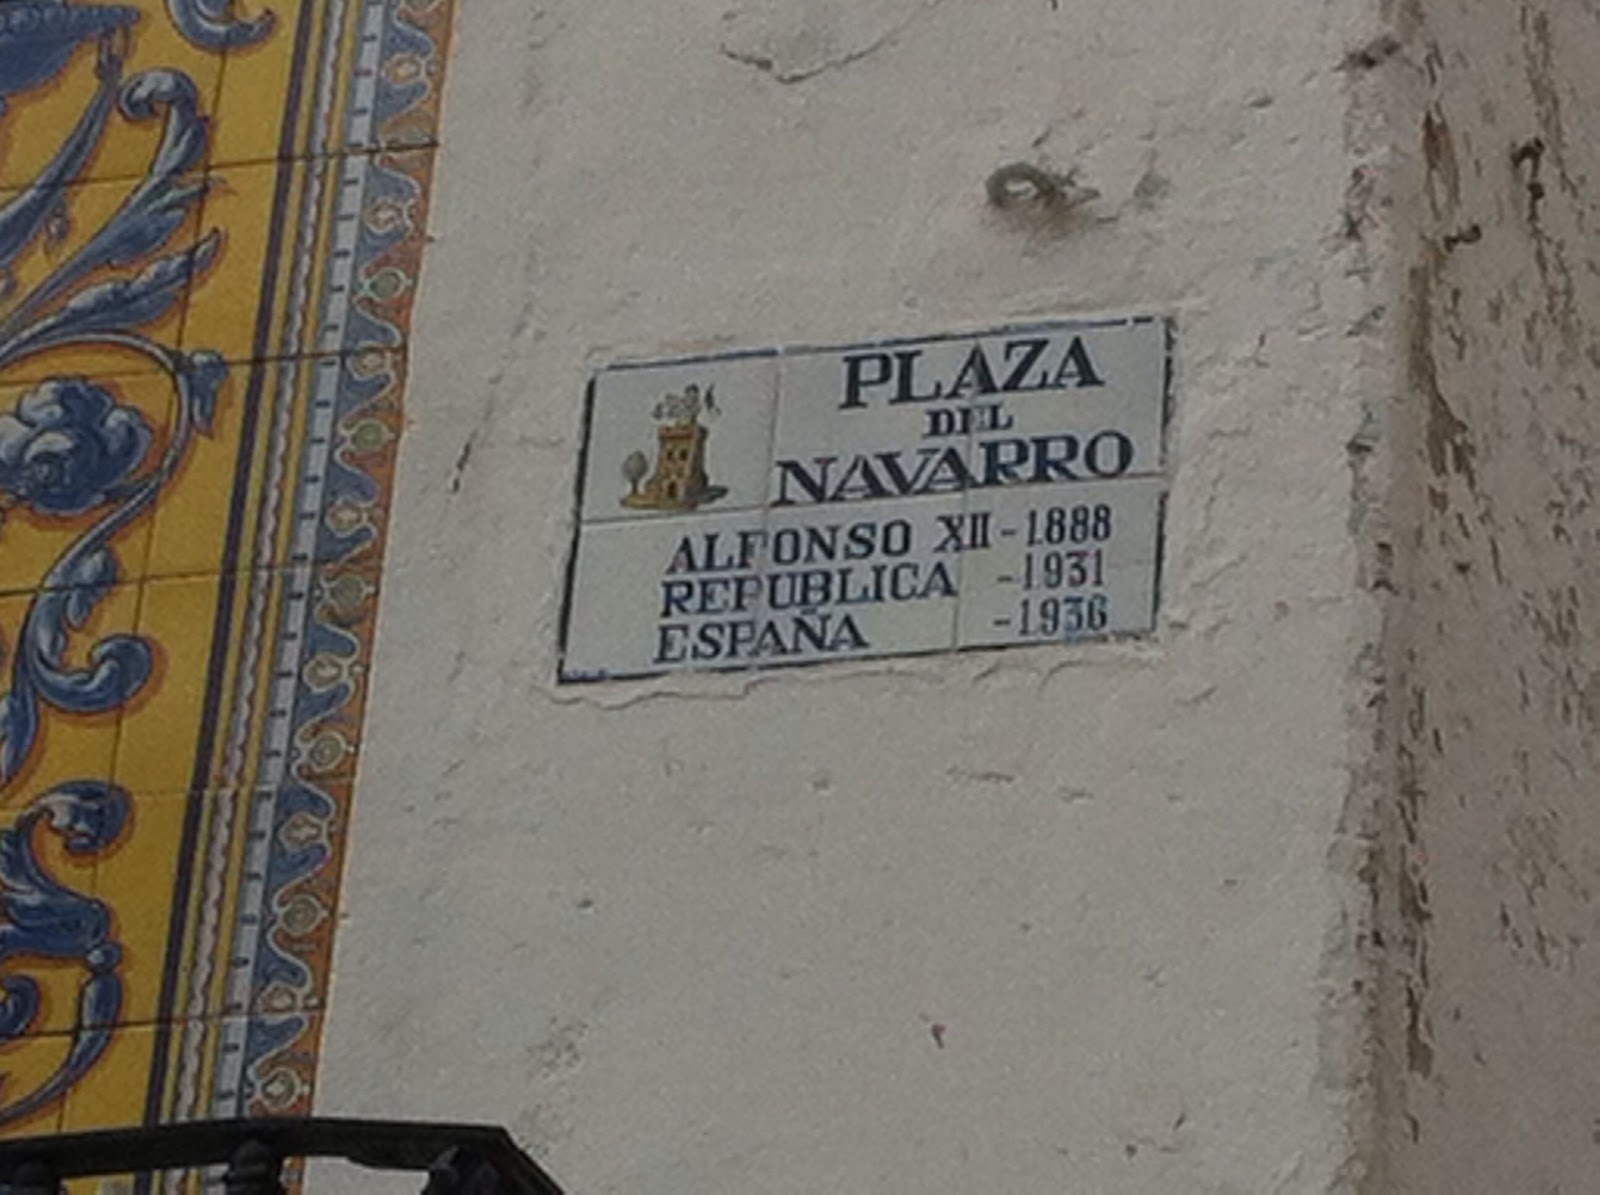 PLAZA
DEL
NAVARRO
ALFONSO XII - 1888
REPUBLICA - 1931
ESPAÑA - 1936